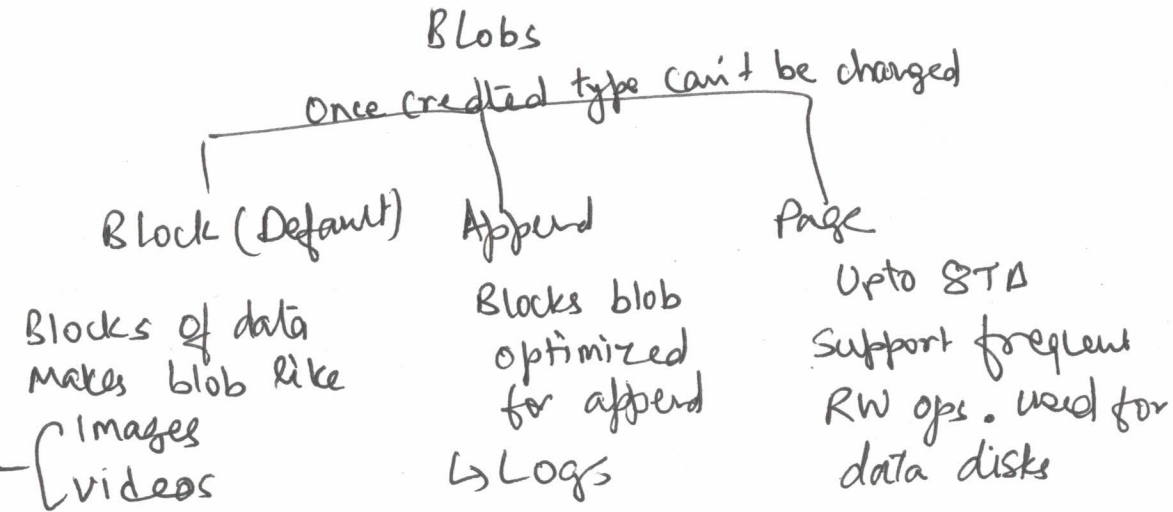 Blobs
Once created type can't be changed
Block (Default)
Append
Page
Blocks of data
makes blob like
Images
videos
Blocks blob
optimized
for append
↳ Logs
Upto 8TB
Support frequent
RW ops. used for
data disks